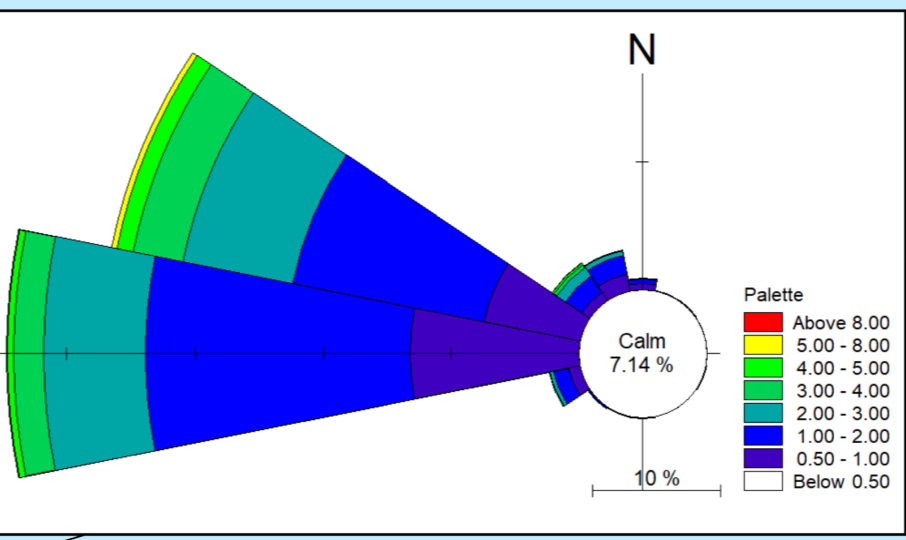 N
Calm
7.14 %
10 %
Palette
Above 8.00
5.00 - 8.00
4.00 - 5.00
3.00 - 4.00
2.00 - 3.00
1.00 - 2.00
0.50 - 1.00
Below 0.50